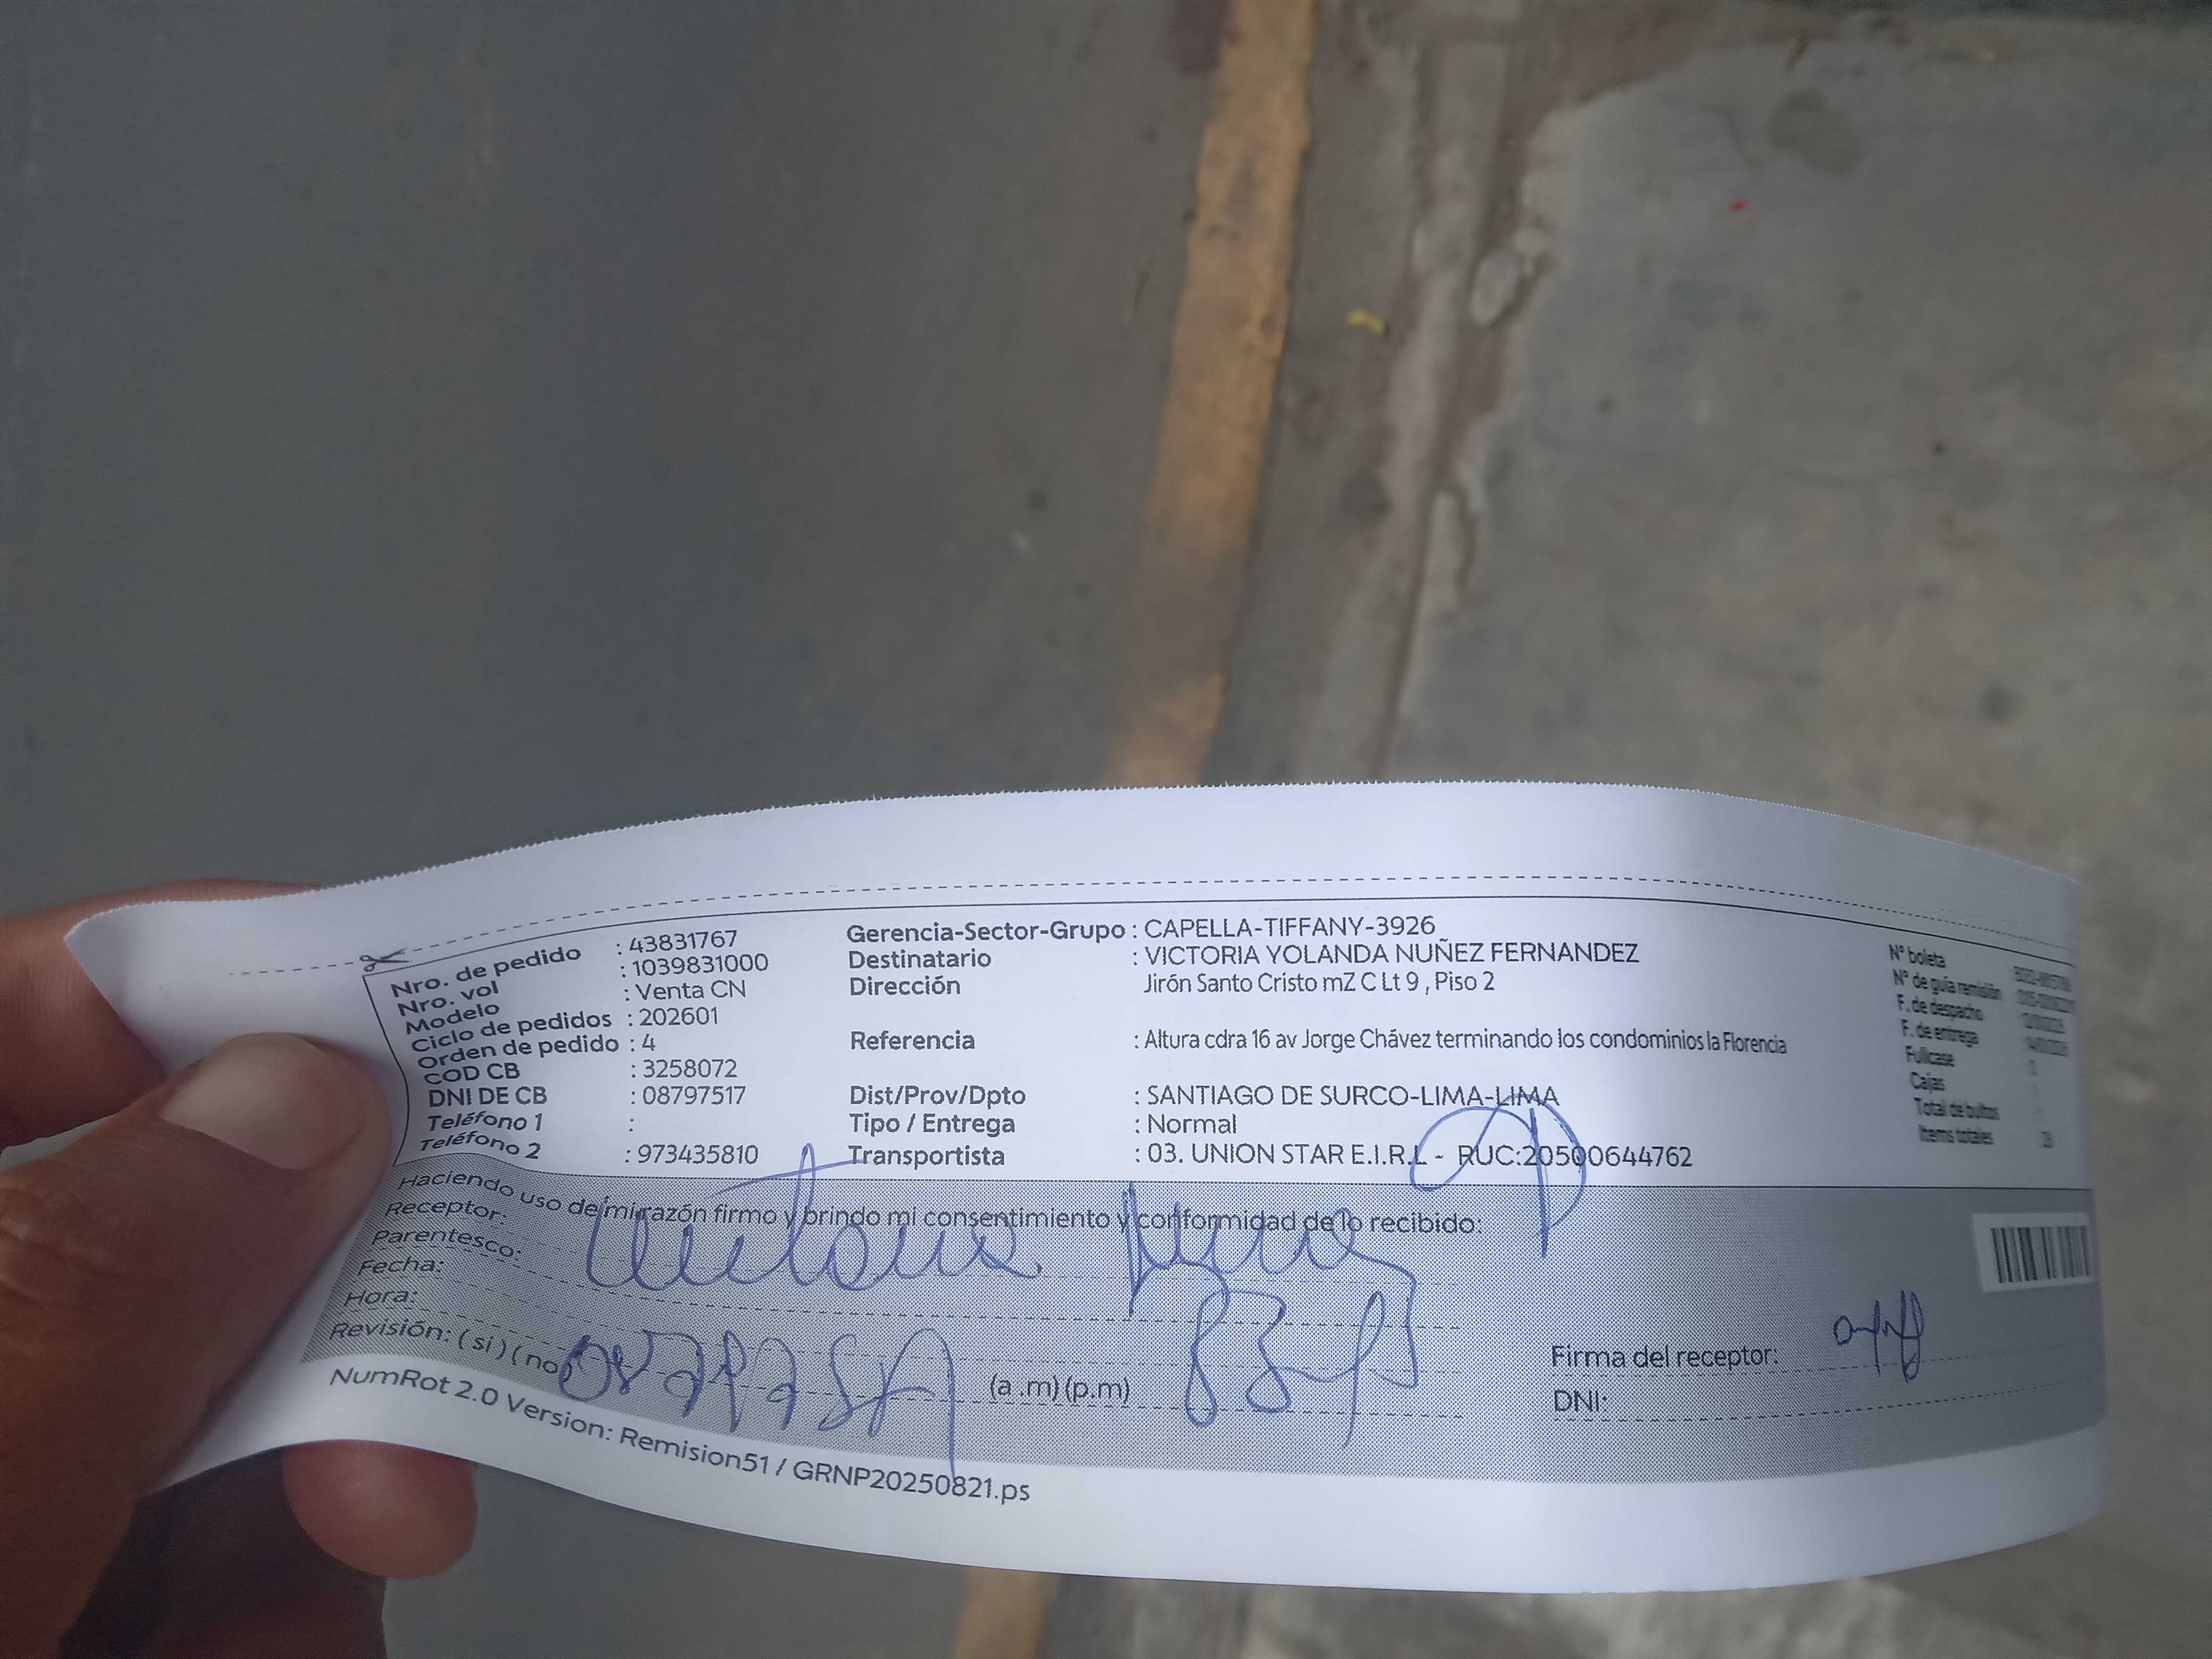 Nro. de pedido : 43831767
Nro. vol : 1039831000
Modelo : Venta CN
Ciclo de pedidos : 202601
Orden de pedido : 4
COD CB : 3258072
DNI DE CB : 08797517
Teléfono 1 :
Teléfono 2 : 973435810
Gerencia-Sector-Grupo : CAPELLA-TIFFANY-3926
Destinatario : VICTORIA YOLANDA NUÑEZ FERNANDEZ
Dirección Jirón Santo Cristo mZ C Lt 9 , Piso 2
Referencia : Altura cdra 16 av Jorge Chávez terminando los condominios la Florencia
Dist/Prov/Dpto : SANTIAGO DE SURCO-LIMA-LIMA
Tipo / Entrega : Normal
Transportista : 03. UNION STAR E.I.R.L - RUC:20500644762
N° boleta
N° de guía remisión
F. de despacho
F. de entrega
Fullcase
Cajas
Total de bultos
Items totales
Haciendo uso de mi razón firmo y brindo mi consentimiento y conformidad de lo recibido:
Receptor:
Parentesco:
Fecha:
Hora:
Revisión: ( si ) ( no ) (a .m) (p.m)
Firma del receptor:
DNI:
NumRot 2.0 Version: Remision51 / GRNP20250821.ps